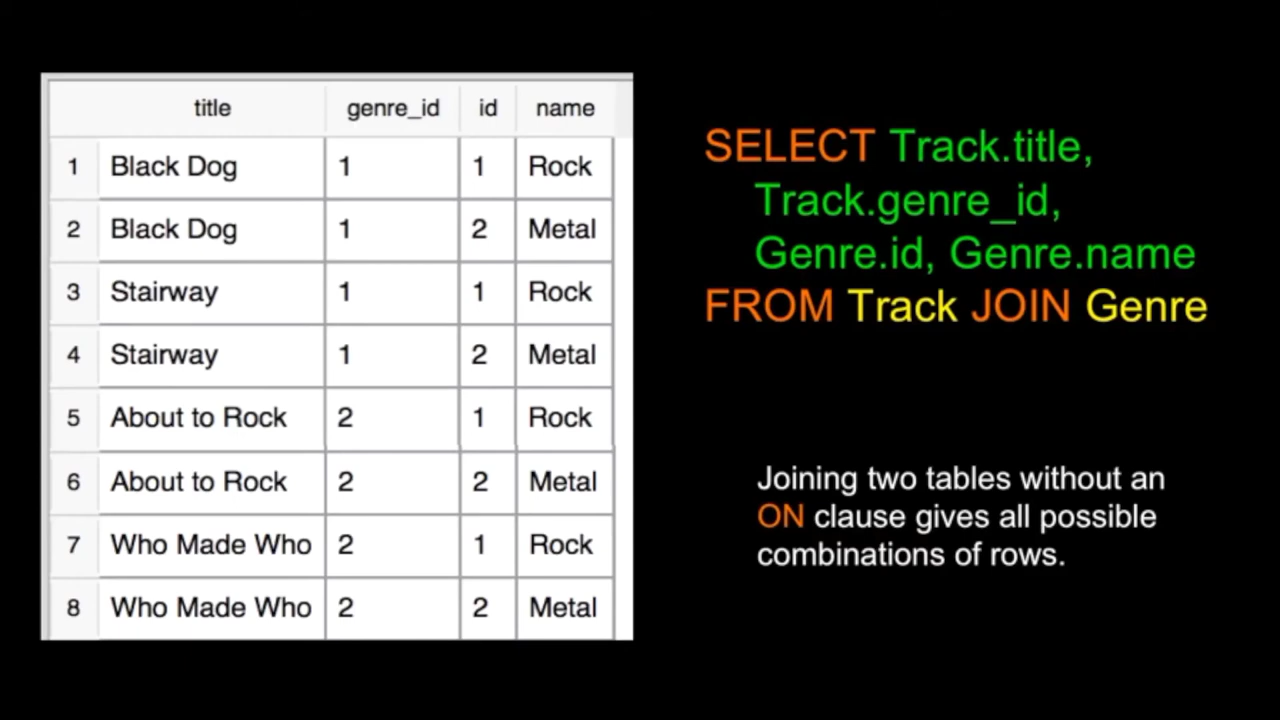 title genre_id id name
1 Black Dog 1 1 Rock
2 Black Dog 1 2 Metal
3 Stairway 1 1 Rock
4 Stairway 1 2 Metal
5 About to Rock 2 1 Rock
6 About to Rock 2 2 Metal
7 Who Made Who 2 1 Rock
8 Who Made Who 2 2 Metal
SELECT Track.title,
Track.genre_id,
Genre.id, Genre.name
FROM Track JOIN Genre
Joining two tables without an
ON clause gives all possible
combinations of rows.